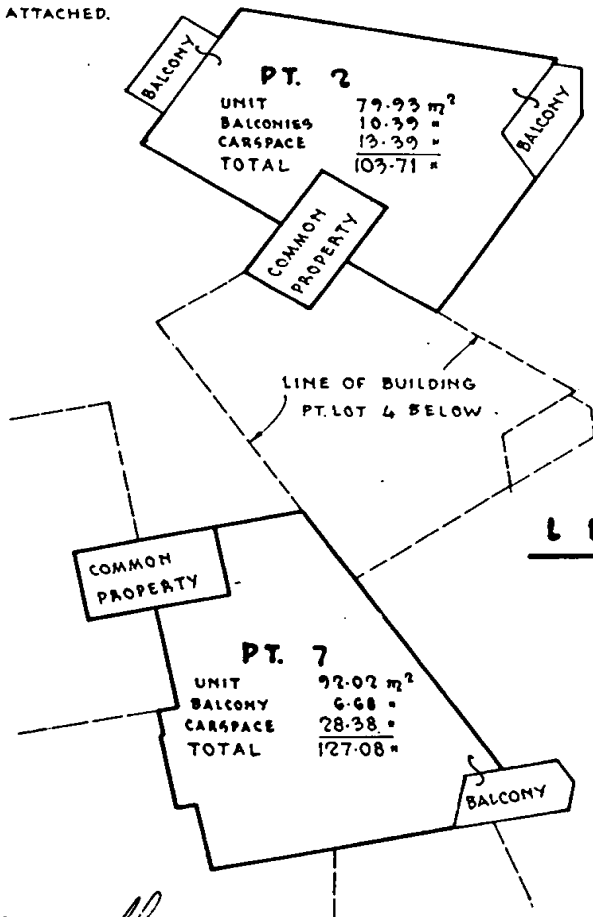 ATTACHED.
BALCONY
PT. 2
UNIT 79.93 m²
BALCONIES 10.39 "
CARSPACE 13.39 "
TOTAL 103.71 "
BALCONY
COMMON
PROPERTY
LINE OF BUILDING
PT. LOT 4 BELOW
COMMON
PROPERTY
PT. 7
UNIT 92.02 m²
BALCONY 6.68 "
CARSPACE 28.38 "
TOTAL 127.08 "
BALCONY